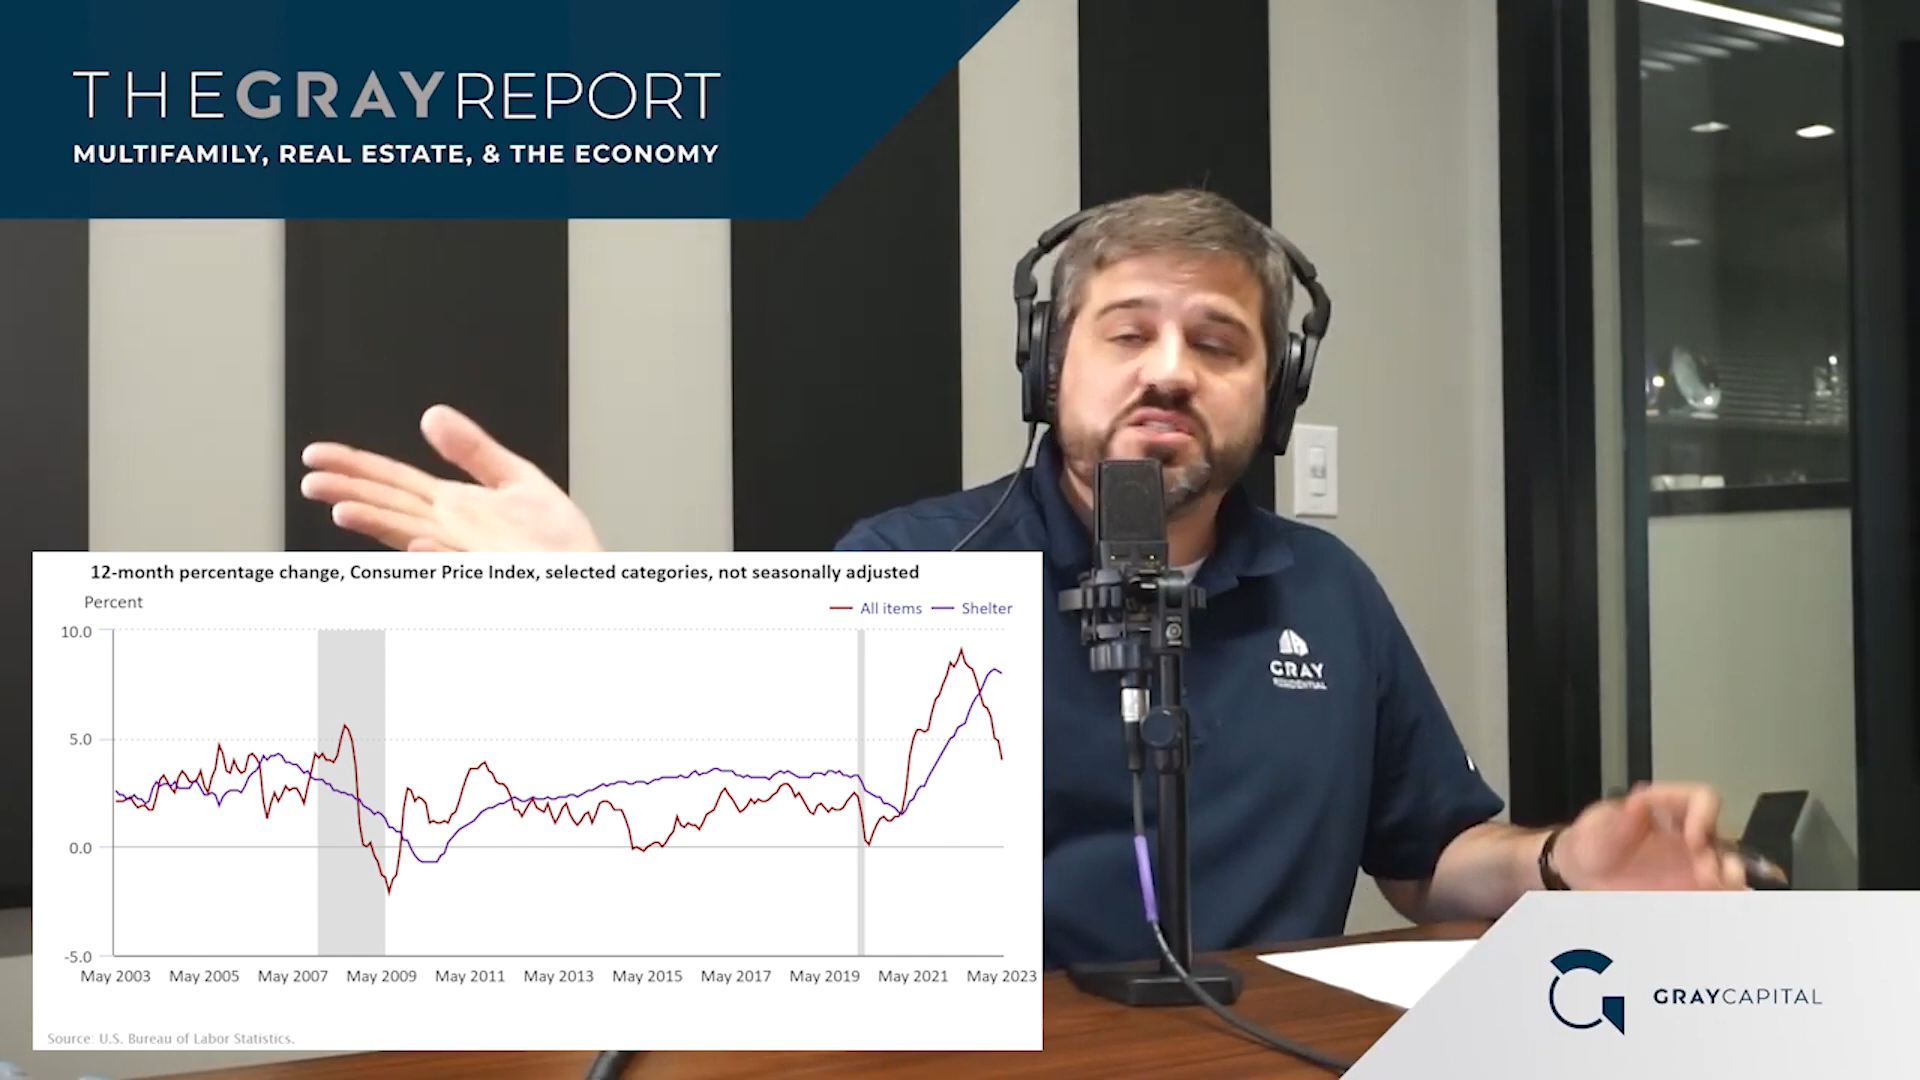 THEGRAYREPORT
MULTIFAMILY, REAL ESTATE, & THE ECONOMY
12-month percentage change, Consumer Price Index, selected categories, not seasonally adjusted
Percent
All items Shelter
10.0
5.0
0.0
-5.0
May 2003 May 2005 May 2007 May 2009 May 2011 May 2013 May 2015 May 2017 May 2019 May 2021 May 2023
Source: U.S. Bureau of Labor Statistics.
GRAY
RESIDENTIAL
GRAYCAPITAL